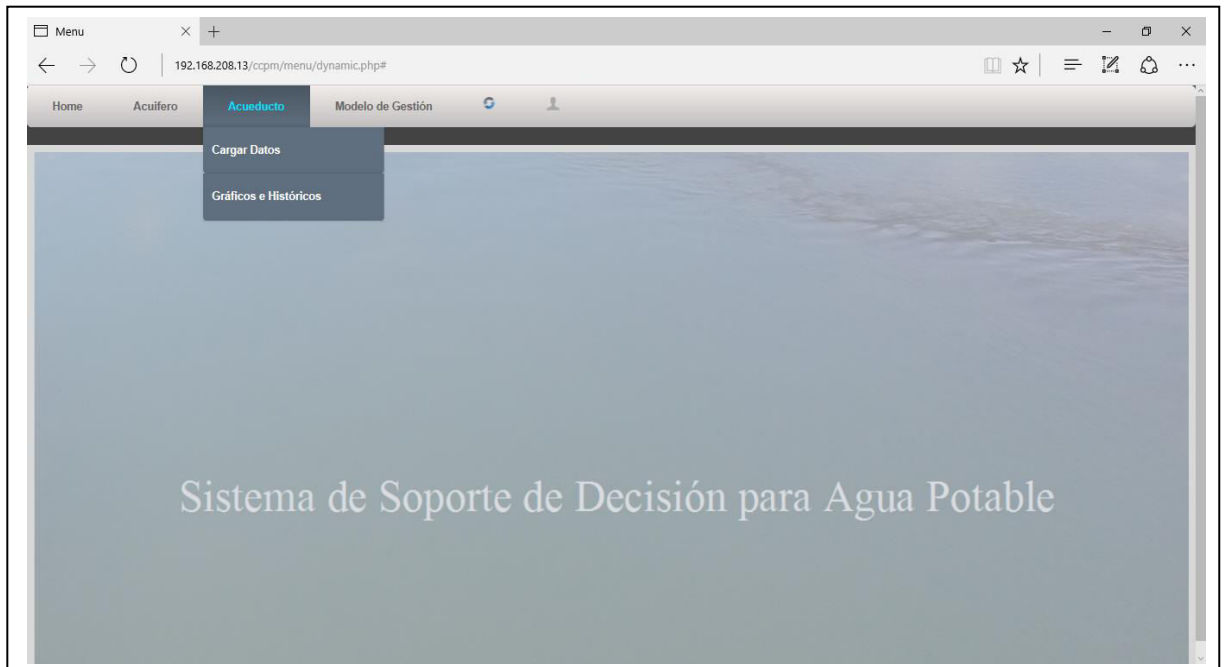 Menu
192.168.208.13/ccpm/menu/dynamic.php#
Home Acuifero Acueducto Modelo de Gestión
Cargar Datos
Gráficos e Históricos
Sistema de Soporte de Decisión para Agua Potable